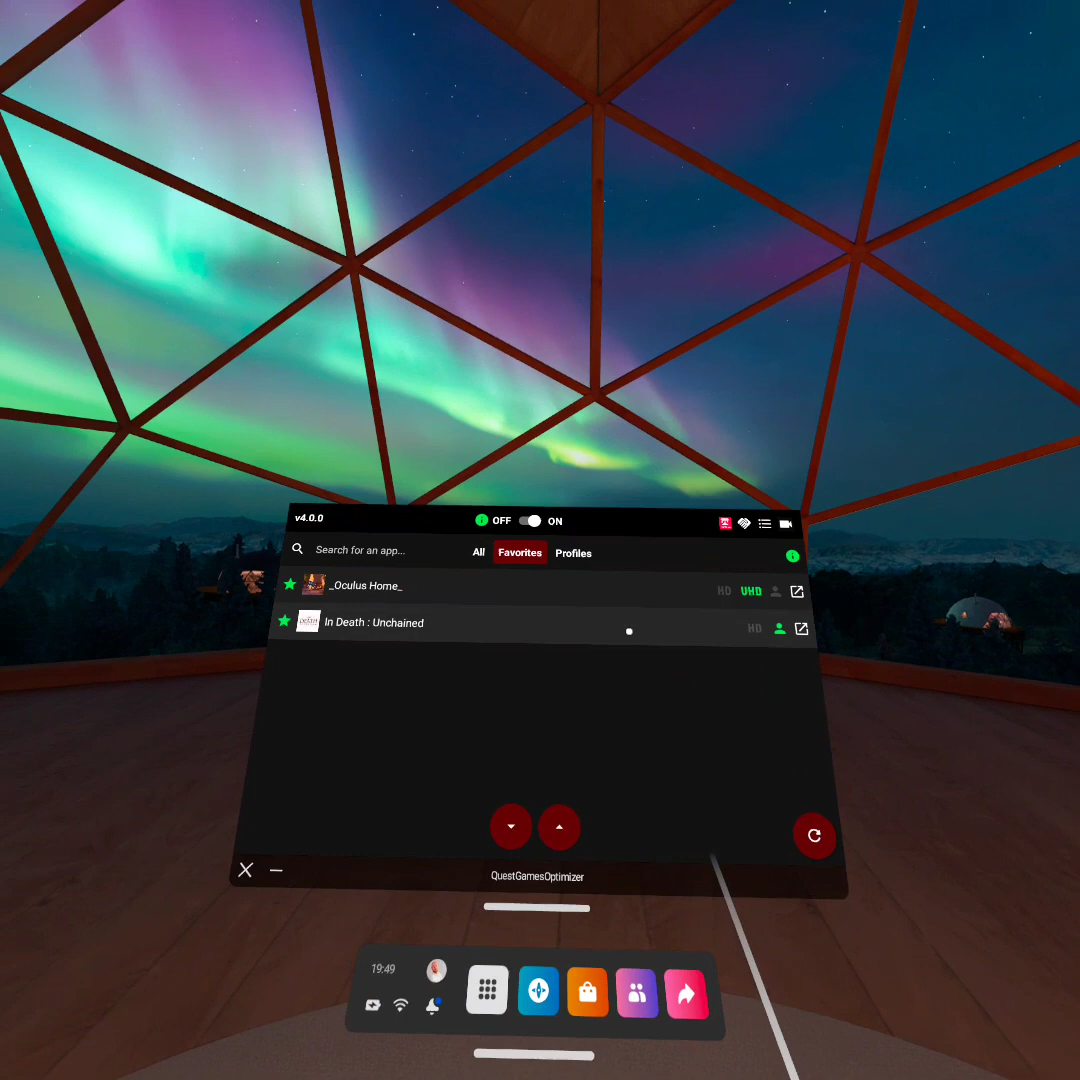 v4.0.0
OFF ON
Search for an app...
All Favorites Profiles
_Oculus Home_
HD UHD
In Death : Unchained
HD
QuestGamesOptimizer
19:49